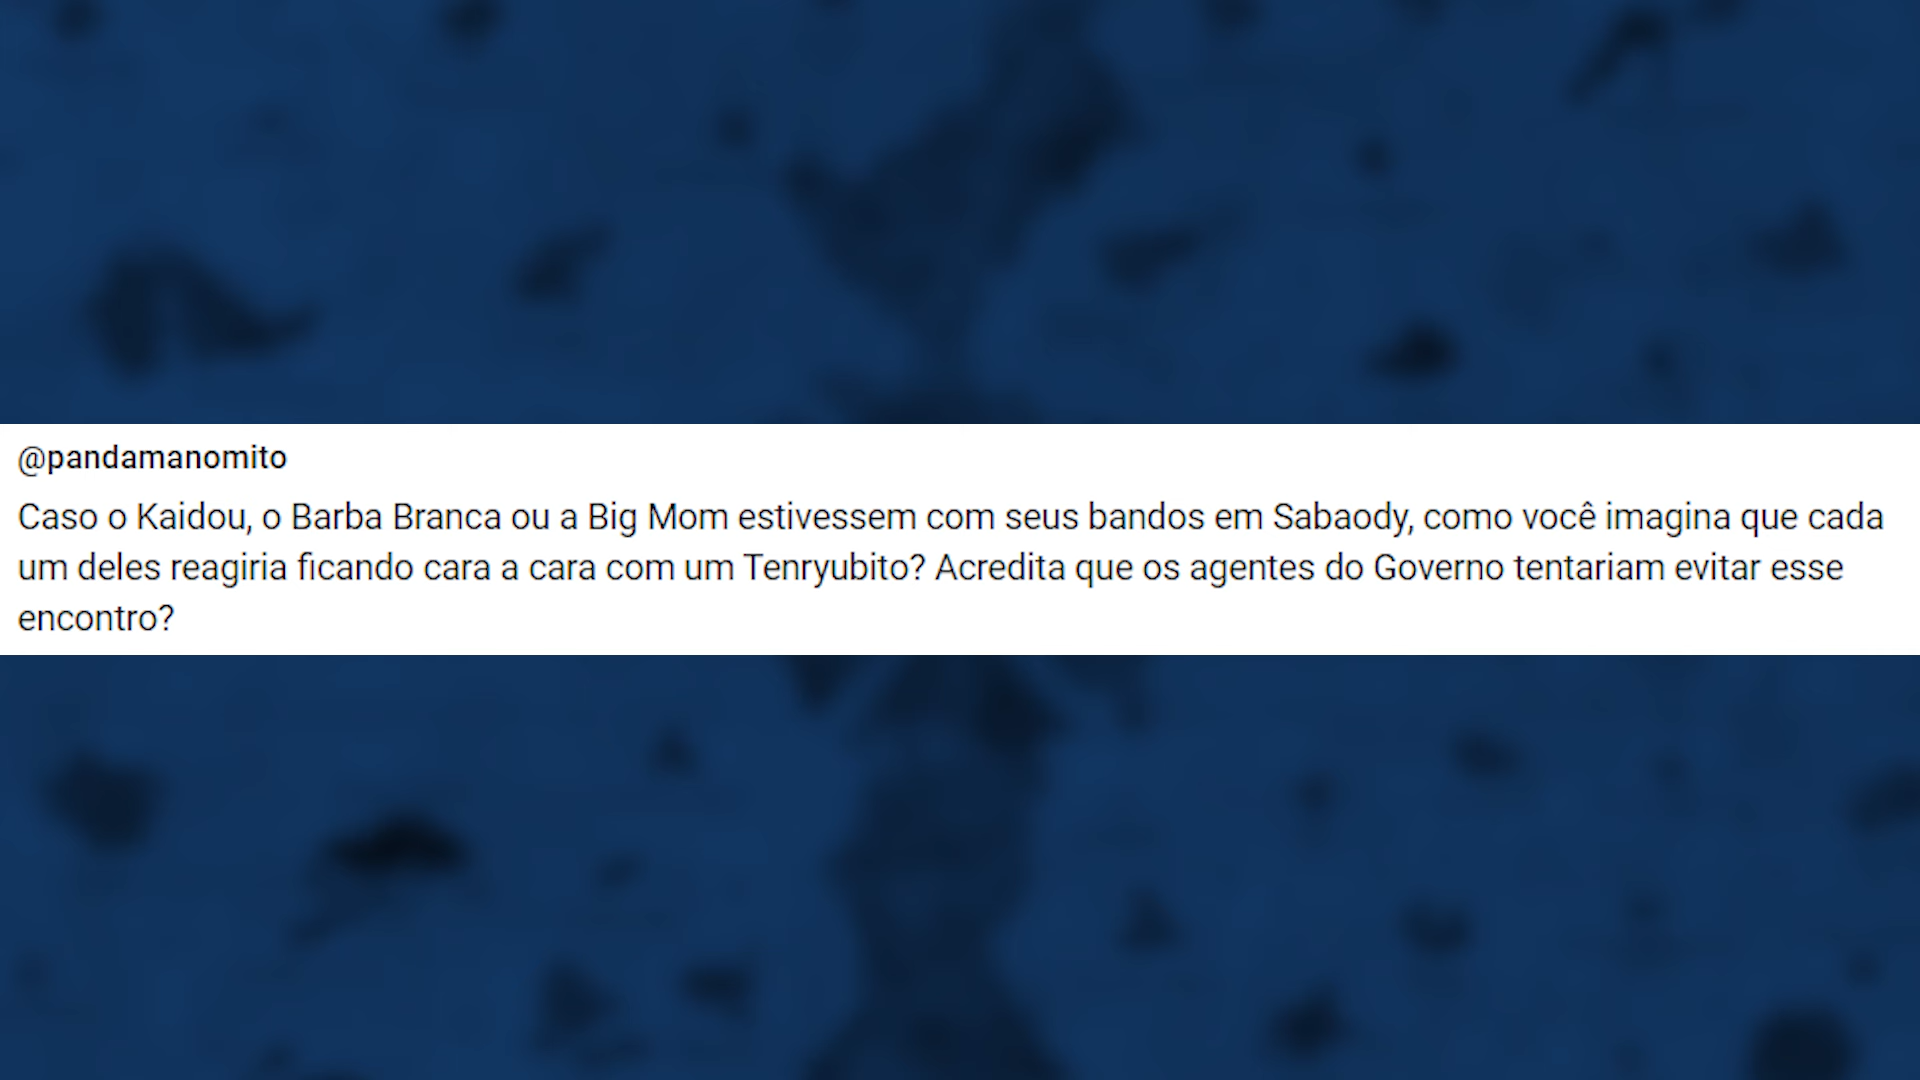 @pandamanomito
Caso o Kaidou, o Barba Branca ou a Big Mom estivessem com seus bandos em Sabaody, como você imagina que cada
um deles reagiria ficando cara a cara com um Tenryubito? Acredita que os agentes do Governo tentariam evitar esse
encontro?